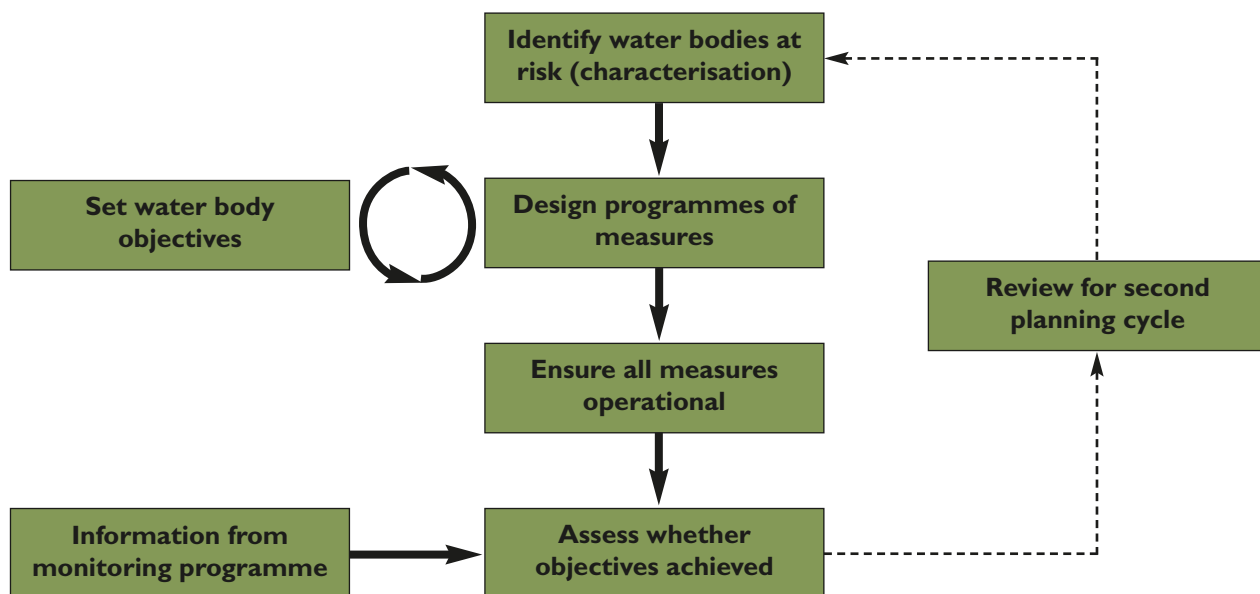 Identify water bodies at
risk (characterisation)
Set water body
objectives
Design programmes of
measures
Review for second
planning cycle
Ensure all measures
operational
Information from
monitoring programme
Assess whether
objectives achieved